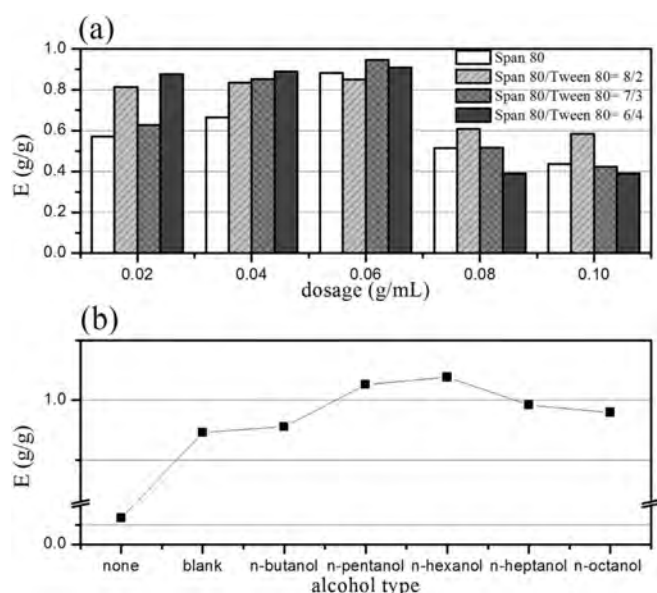 (a)
1.0
0.8
0.6
0.4
0.2
0.0
E (g/g)
Span 80
Span 80/Tween 80= 8/2
Span 80/Tween 80= 7/3
Span 80/Tween 80= 6/4
0.02 0.04 0.06 0.08 0.10
dosage (g/mL)
(b)
1.0
0.0
E (g/g)
none blank n-butanol n-pentanol n-hexanol n-heptanol n-octanol
alcohol type